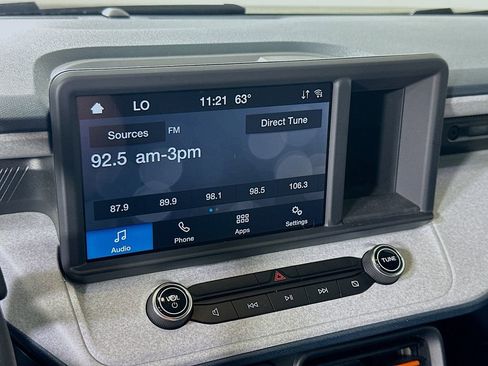 LO 11:21 63°
Sources FM Direct Tune
92.5 am-3pm
87.9 89.9 98.1 98.5 106.3
Audio Phone Apps Settings
VOL TUNE